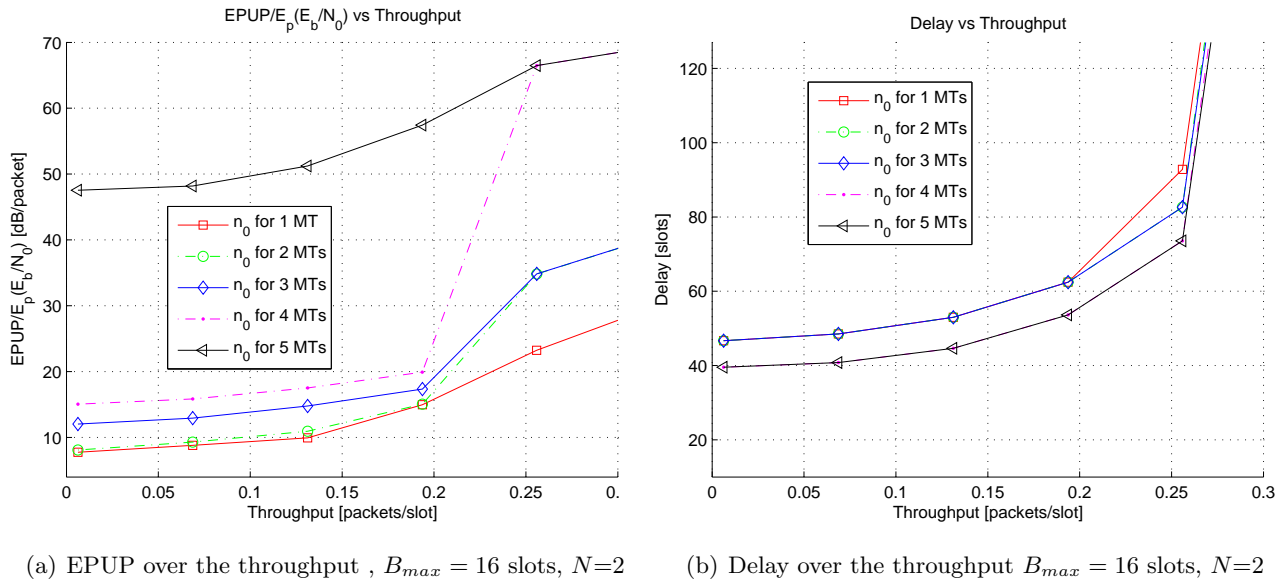 EPUP/E_p(E_b/N_0) vs Throughput
70
60
50
40
30
20
10
EPUP/E_p(E_b/N_0) [dB/packet]
n_0 for 1 MT
n_0 for 2 MTs
n_0 for 3 MTs
n_0 for 4 MTs
n_0 for 5 MTs
0 0.05 0.1 0.15 0.2 0.25 0.
Throughput [packets/slot]
(a) EPUP over the throughput , B_{max} = 16 slots, N=2
Delay vs Throughput
120
100
80
60
40
20
Delay [slots]
n_0 for 1 MTs
n_0 for 2 MTs
n_0 for 3 MTs
n_0 for 4 MTs
n_0 for 5 MTs
0 0.05 0.1 0.15 0.2 0.25 0.3
Throughput [packets/slot]
(b) Delay over the throughput B_{max} = 16 slots, N=2